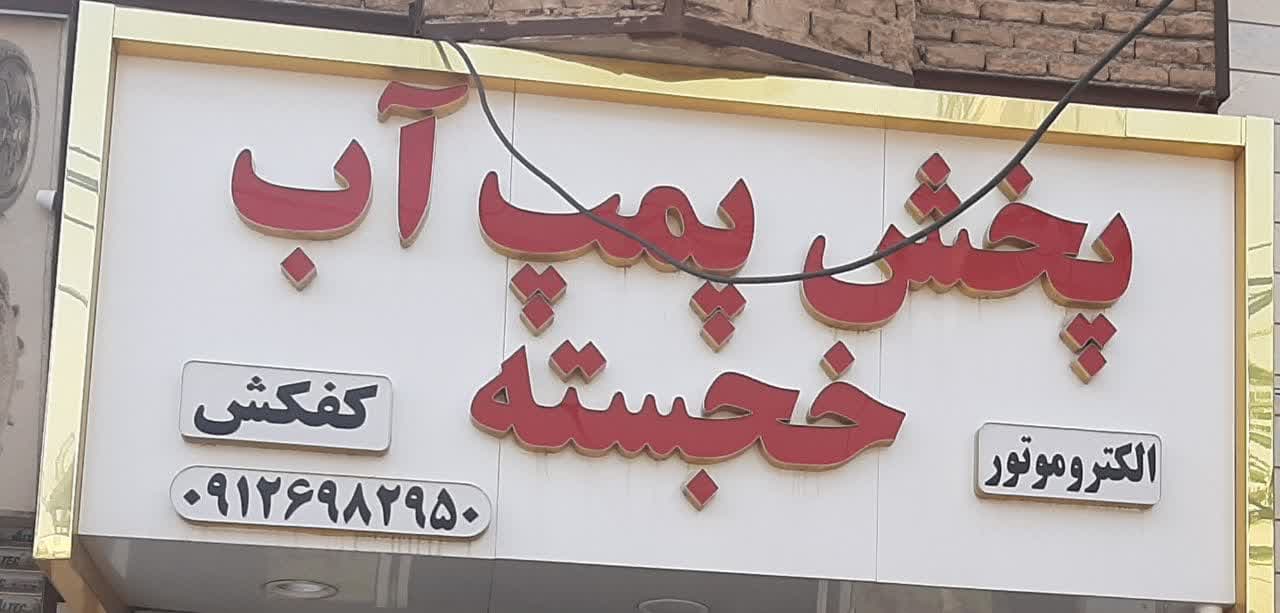 پخش پمپ آب
خجسته
الکتروموتور
کفکش
۰۹۱۲۶۹۸۲۹۵۰